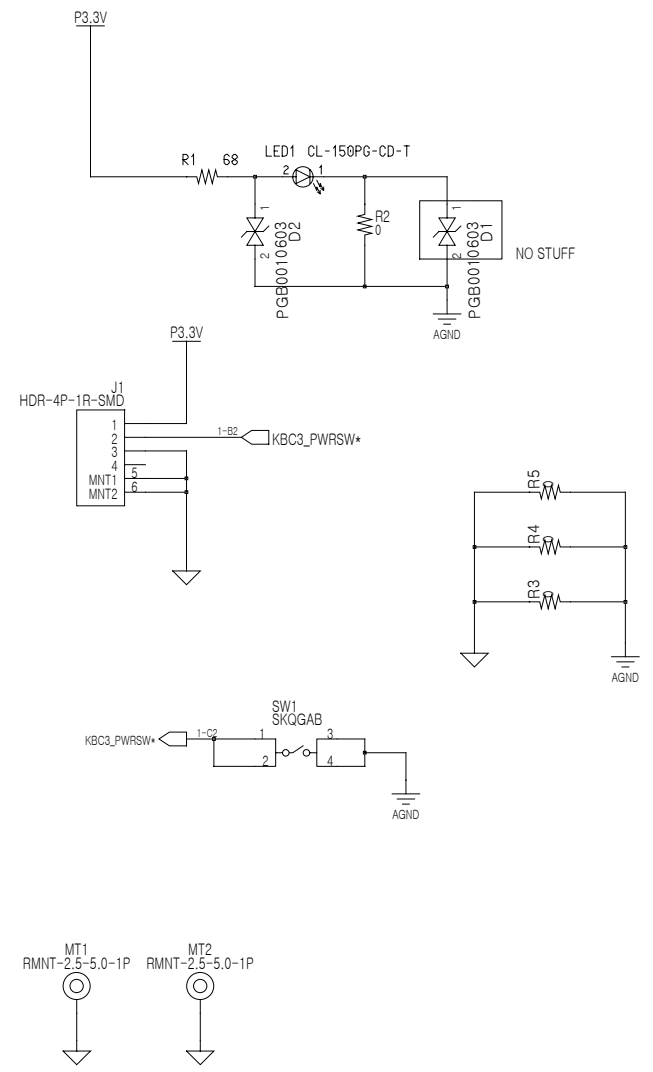 P3.3V
R1 68
LED1 CL-150PG-CD-T
2 1
1
2
PGB0010603
D2
R2
0
1
2
PGB0010603
D1
NO STUFF
AGND
P3.3V
J1
HDR-4P-1R-SMD
1
2
3
4
MNT1 5
MNT2 6
1-B2
KBC3_PWRSW*
R5
R4
R3
AGND
SW1
SKQGAB
KBC3_PWRSW*
1-C2
1 3
2 4
AGND
MT1
RMNT-2.5-5.0-1P
MT2
RMNT-2.5-5.0-1P